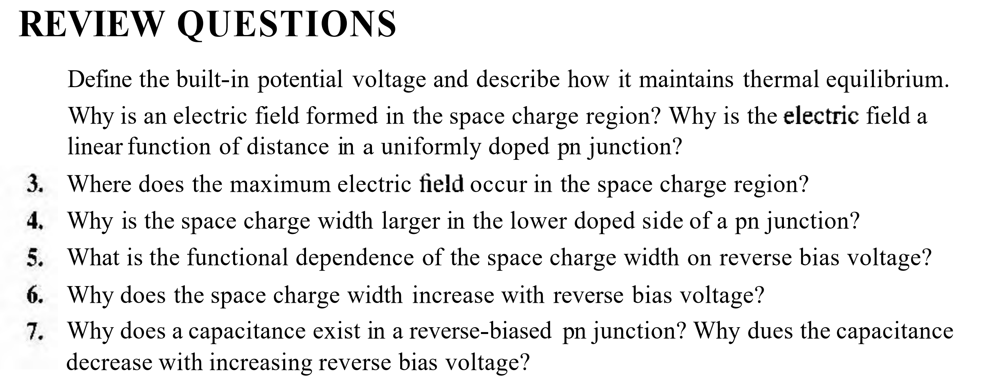 REVIEW QUESTIONS
Define the built-in potential voltage and describe how it maintains thermal equilibrium.
Why is an electric field formed in the space charge region? Why is the electric field a
linear function of distance in a uniformly doped pn junction?
3. Where does the maximum electric field occur in the space charge region?
4. Why is the space charge width larger in the lower doped side of a pn junction?
5. What is the functional dependence of the space charge width on reverse bias voltage?
6. Why does the space charge width increase with reverse bias voltage?
7. Why does a capacitance exist in a reverse-biased pn junction? Why dues the capacitance
decrease with increasing reverse bias voltage?